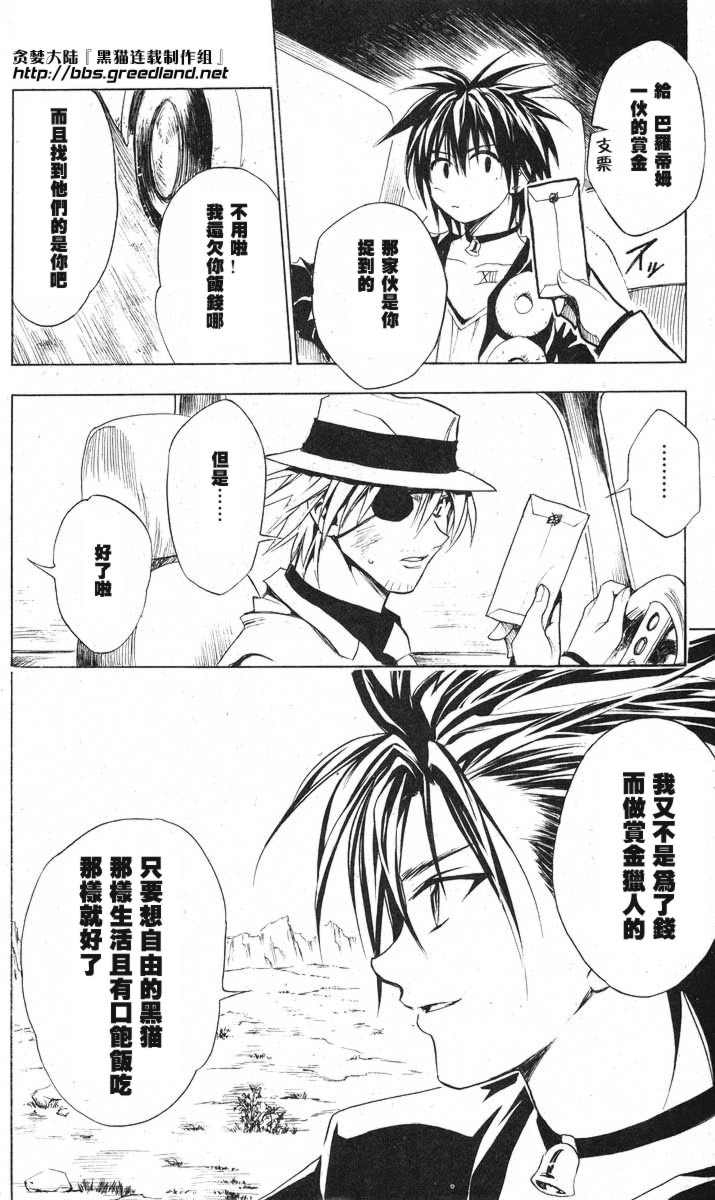 贪婪大陆『黑猫连载制作组』
http://bbs.greedland.net
給 巴羅帝姆
一伙的賞金
支票
スッ
那家伙是你
捉到的
不用啦!
我還欠你飯錢哪
而且找到他們的是你吧
XIII
………
但是……
好了啦
我又不是爲了錢
而做賞金獵人的
只要想自由的黑猫
那樣生活且有口飽飯吃
那樣就好了